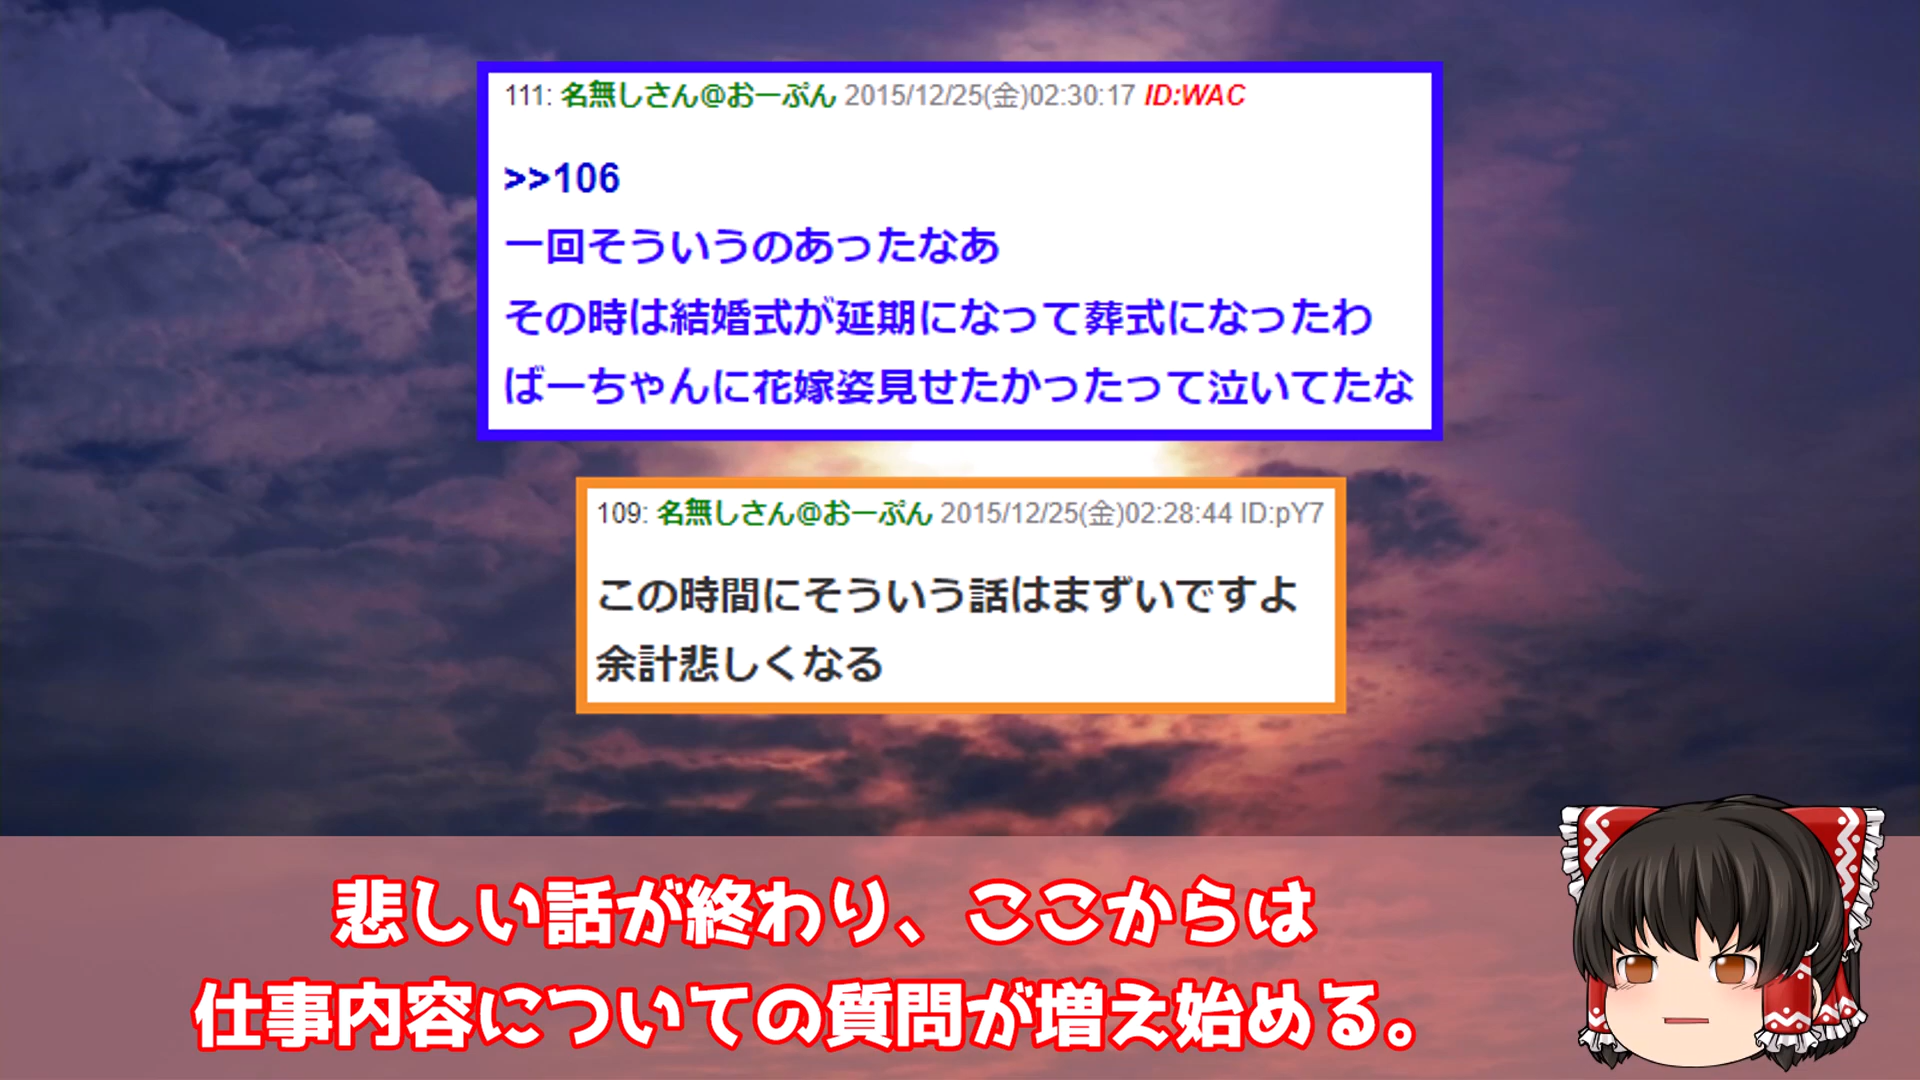 111: 名無しさん@おーぷん 2015/12/25(金)02:30:17 ID:WAC
>>106
一回そういうのあったなあ
その時は結婚式が延期になって葬式になったわ
ばーちゃんに花嫁姿見せたかったって泣いてたな
109: 名無しさん@おーぷん 2015/12/25(金)02:28:44 ID:pY7
この時間にそういう話はまずいですよ
余計悲しくなる
悲しい話が終わり、ここからは
仕事内容についての質問が増え始める。